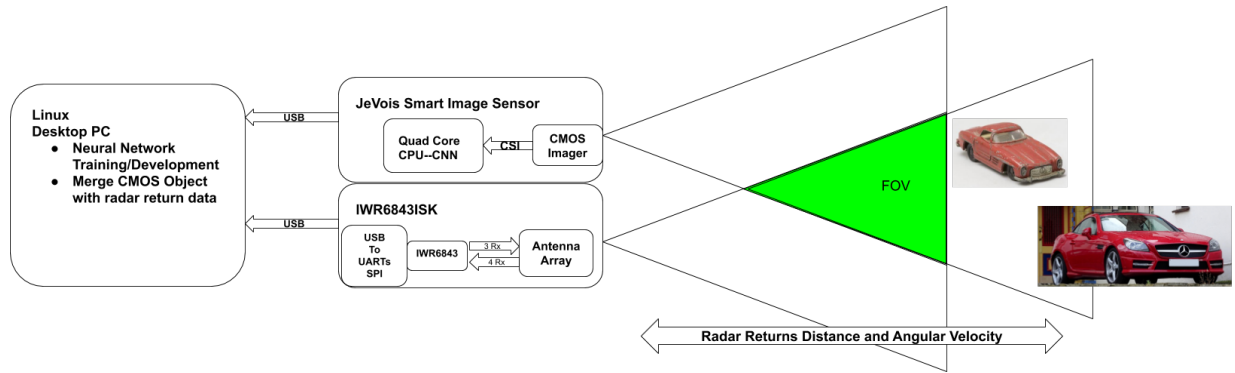 Linux
Desktop PC
● Neural Network
Training/Development
● Merge CMOS Object
with radar return data
USB
USB
JeVois Smart Image Sensor
Quad Core
CPU--CNN
CSI
CMOS
Imager
IWR6843ISK
USB
To
UARTs
SPI
IWR6843
3 Rx
4 Rx
Antenna
Array
FOV
Radar Returns Distance and Angular Velocity